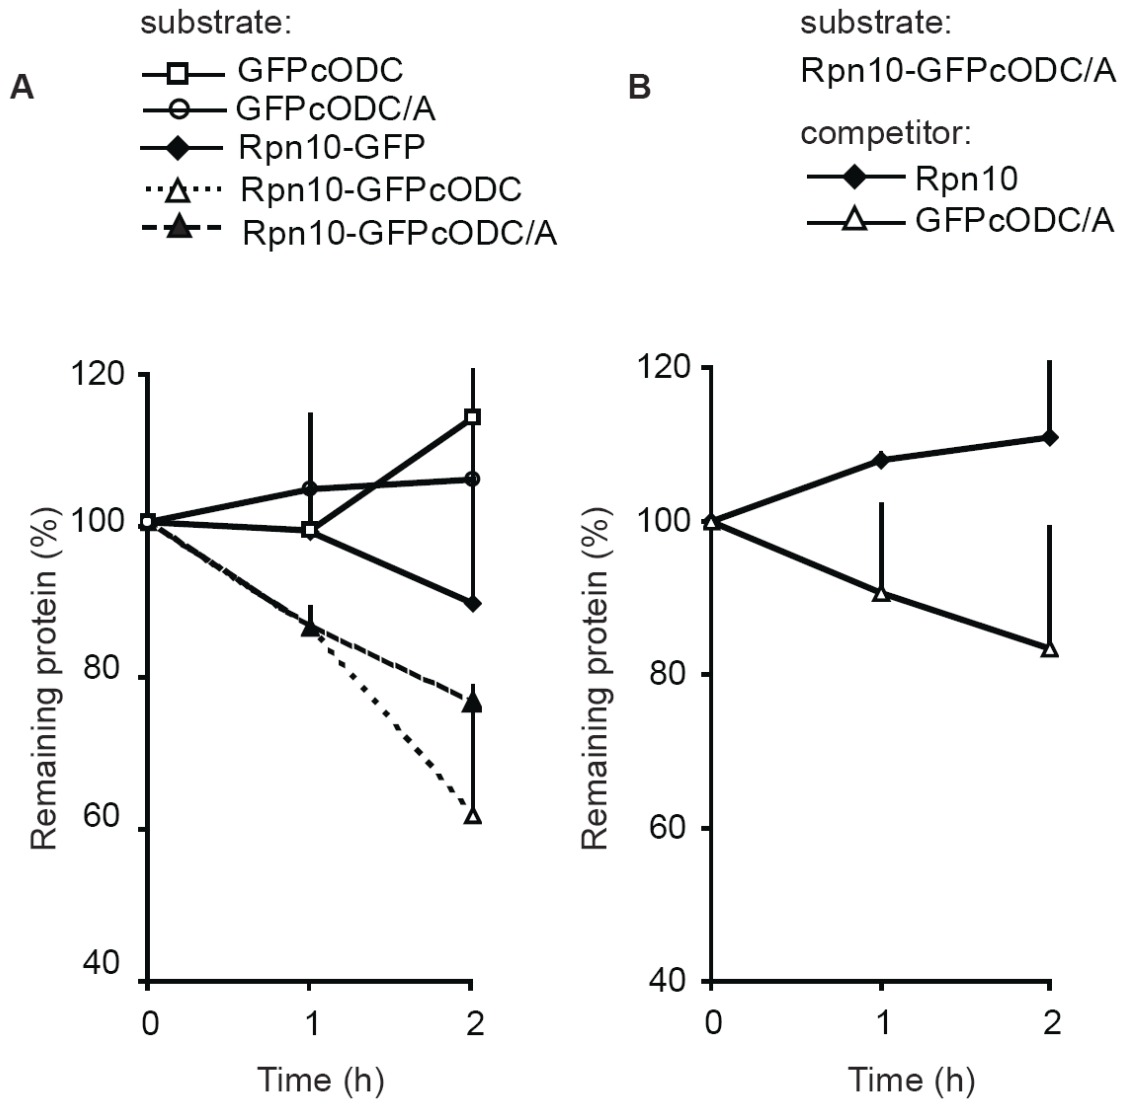 A
substrate:
GFPcODC
GFPcODC/A
Rpn10-GFP
Rpn10-GFPcODC
Rpn10-GFPcODC/A
120
100
80
60
40
Remaining protein (%)
0 1 2
Time (h)
B
substrate:
Rpn10-GFPcODC/A
competitor:
Rpn10
GFPcODC/A
120
100
80
60
40
Remaining protein (%)
0 1 2
Time (h)